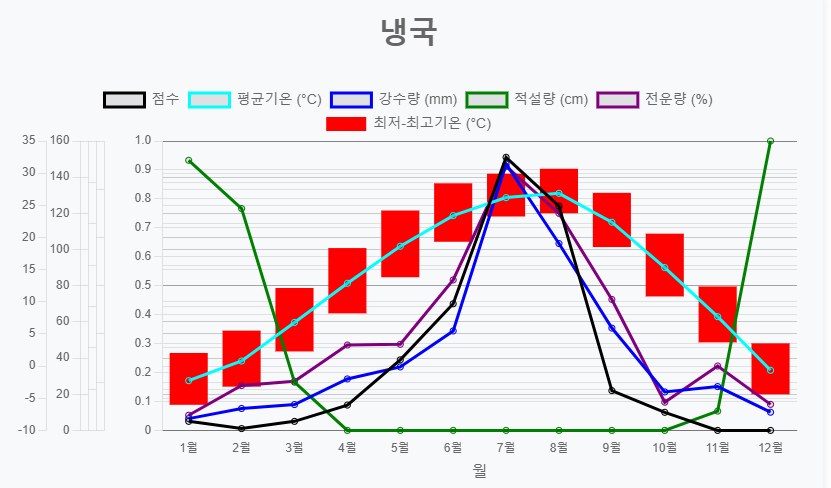 냉국
점수 평균기온 (°C) 강수량 (mm) 적설량 (cm) 전운량 (%)
최저-최고기온 (°C)
35 160 1.0
30 140 0.9
25 120 0.8
20 100 0.7
15 80 0.6
10 60 0.5
5 40 0.4
0 20 0.3
-5 0 0.2
-10 0.1
0
1월 2월 3월 4월 5월 6월 7월 8월 9월 10월 11월 12월
월